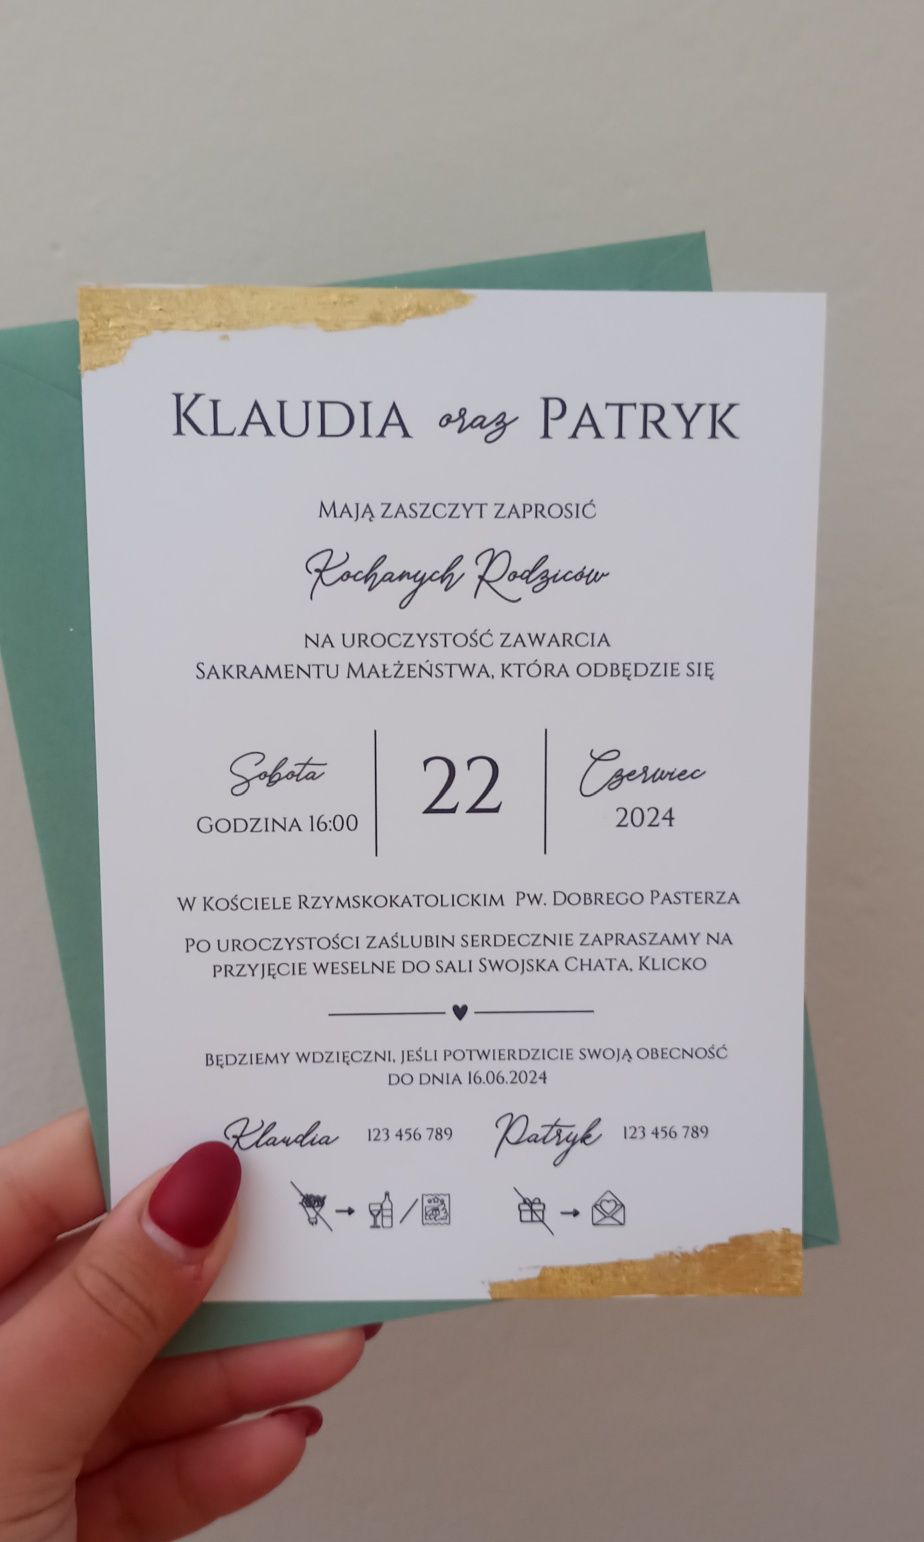 Klaudia oraz Patryk
Mają zaszczyt zaprosić
Kochanych Rodziców
na uroczystość zawarcia
Sakramentu Małżeństwa, która odbędzie się
Sobota
godzina 16:00
22
Czerwiec
2024
w Kościele Rzymskokatolickim Pw. Dobrego Pasterza
Po uroczystości zaślubin serdecznie zapraszamy na
przyjęcie weselne do sali Swojska Chata, Klicko
Będziemy wdzięczni, jeśli potwierdzicie swoją obecność
do dnia 16.06.2024
Klaudia 123 456 789 Patryk 123 456 789